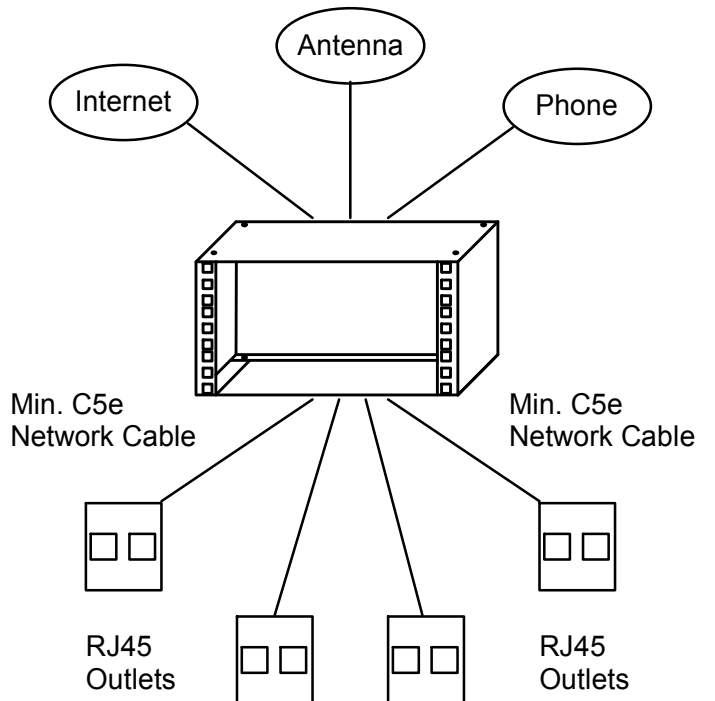 Antenna
Internet
Phone
Min. C5e
Network Cable
Min. C5e
Network Cable
RJ45
Outlets
RJ45
Outlets